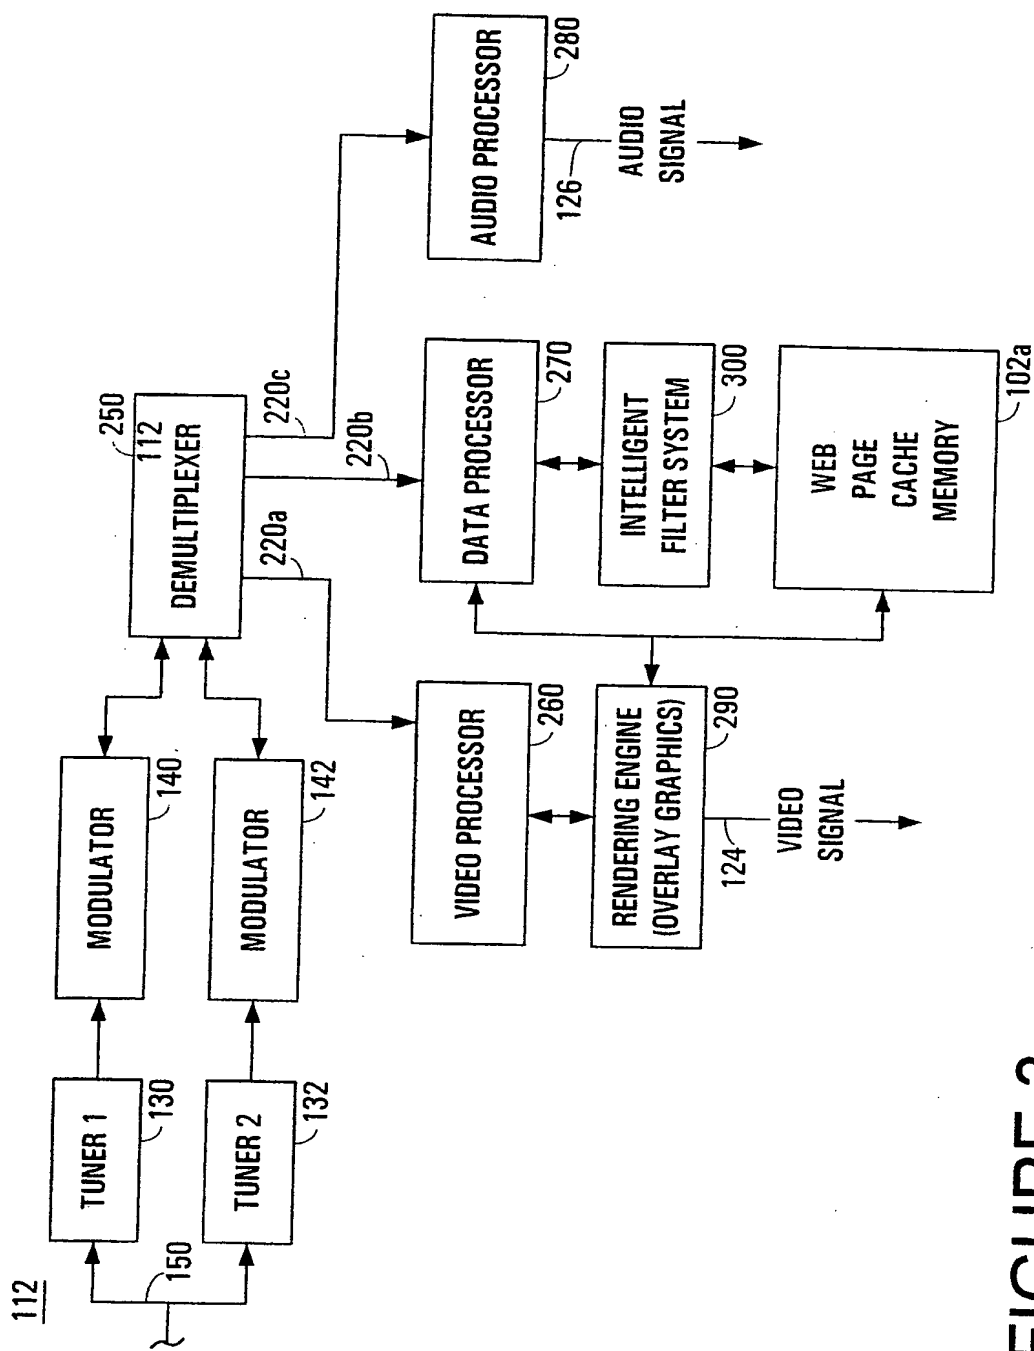 112
150
TUNER 1
130
TUNER 2
132
MODULATOR
140
MODULATOR
142
250
112
DEMULTIPLEXER
220a
220b
220c
VIDEO PROCESSOR
260
RENDERING ENGINE
(OVERLAY GRAPHICS)
290
124
VIDEO
SIGNAL
DATA PROCESSOR
270
INTELLIGENT
FILTER SYSTEM
300
WEB
PAGE
CACHE
MEMORY
102a
AUDIO PROCESSOR
280
126
AUDIO
SIGNAL
FIGURE